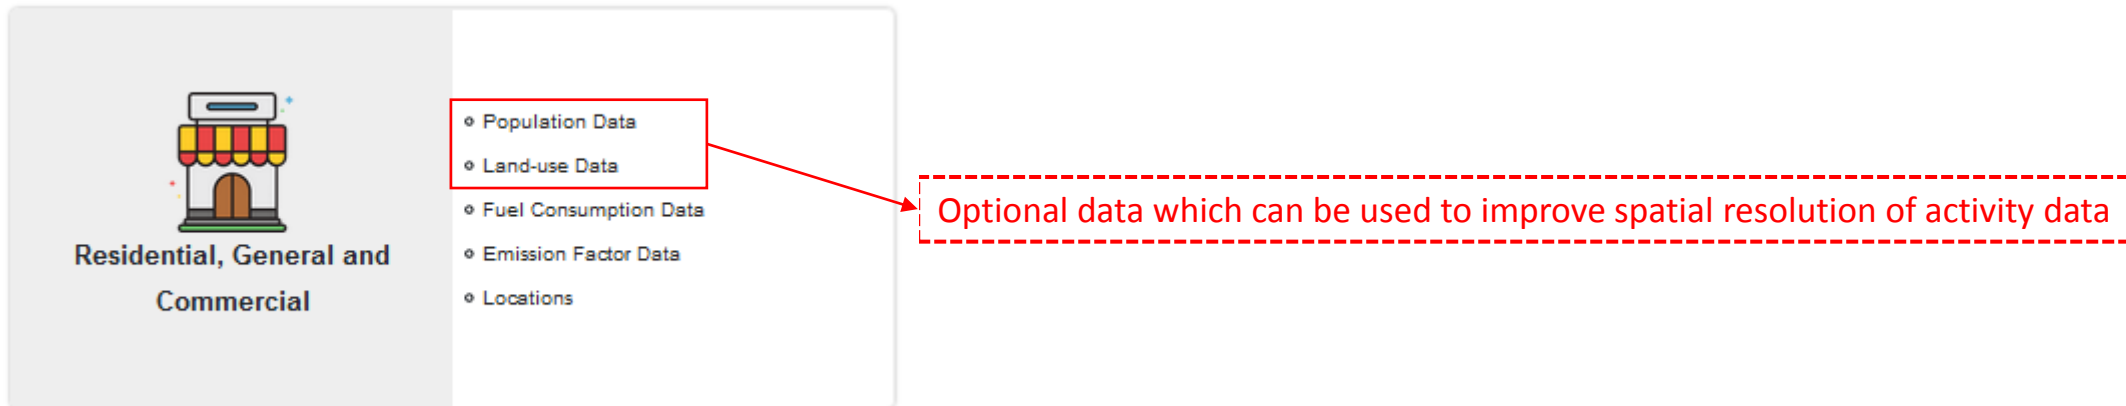 Residential, General and
Commercial
Population Data
Land-use Data
Fuel Consumption Data
Emission Factor Data
Locations
Optional data which can be used to improve spatial resolution of activity data